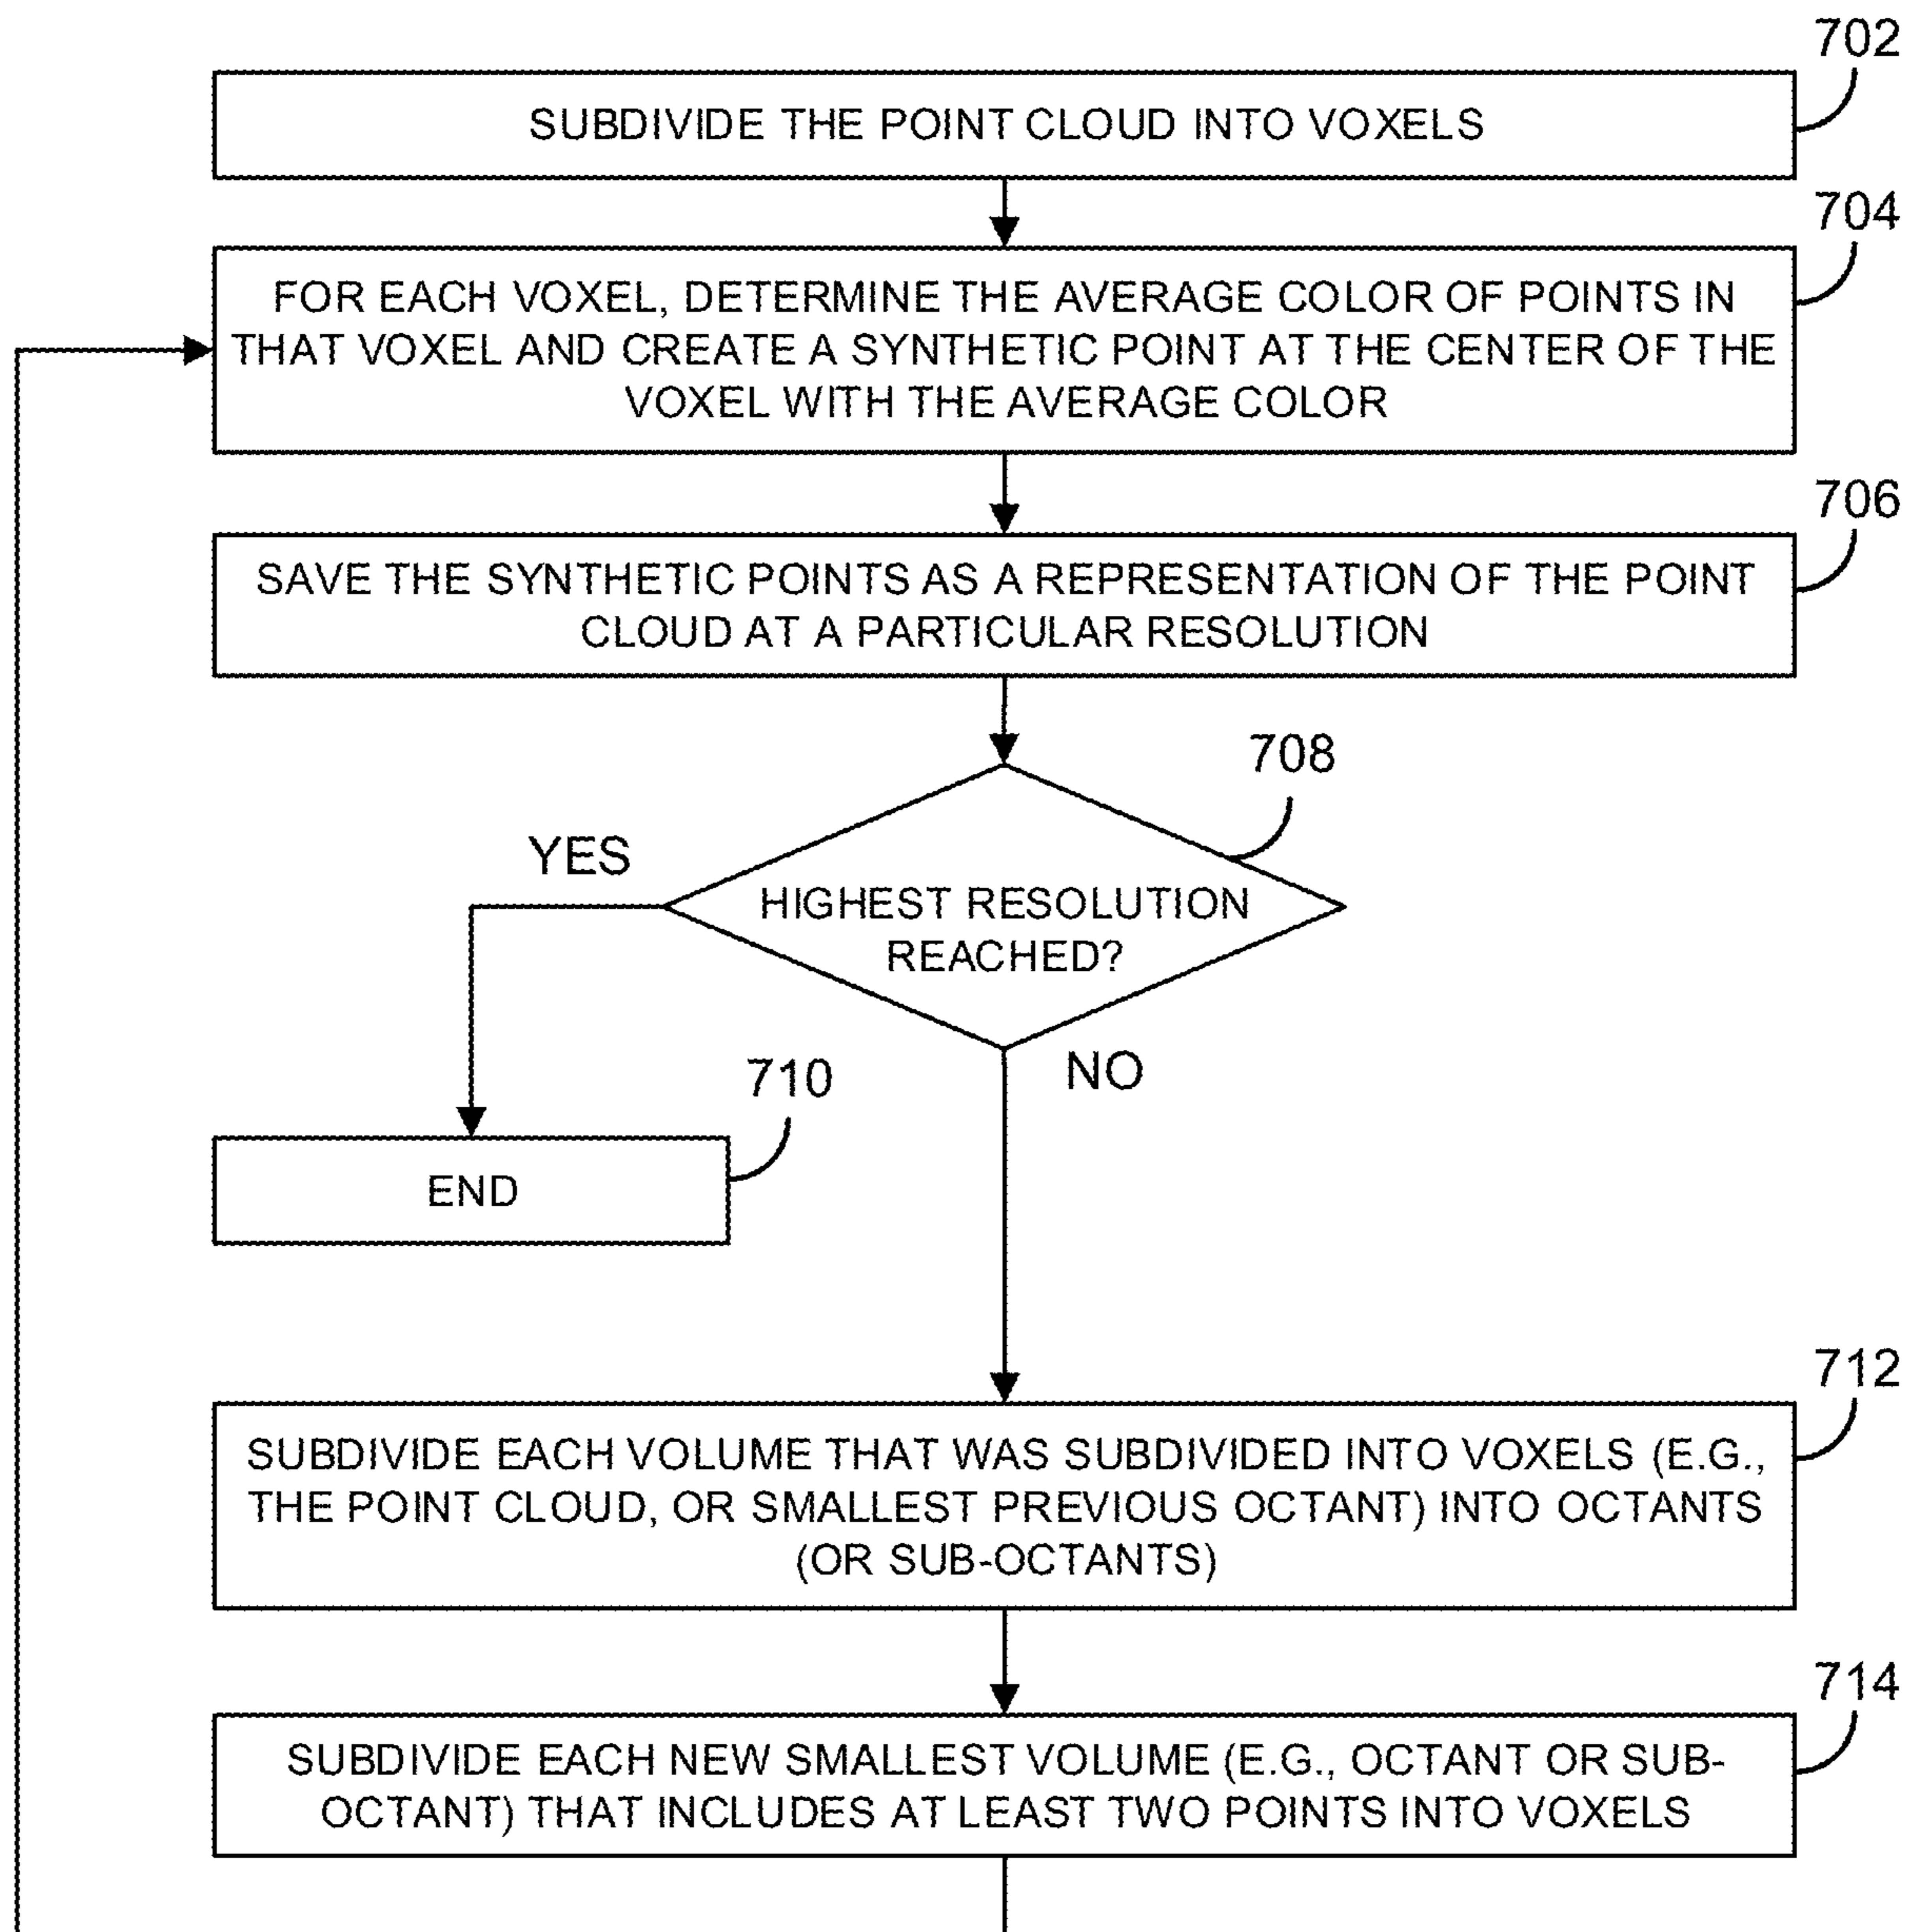 702
SUBDIVIDE THE POINT CLOUD INTO VOXELS
704
FOR EACH VOXEL, DETERMINE THE AVERAGE COLOR OF POINTS IN
THAT VOXEL AND CREATE A SYNTHETIC POINT AT THE CENTER OF THE
VOXEL WITH THE AVERAGE COLOR
706
SAVE THE SYNTHETIC POINTS AS A REPRESENTATION OF THE POINT
CLOUD AT A PARTICULAR RESOLUTION
708
YES
HIGHEST RESOLUTION
REACHED?
NO
710
END
712
SUBDIVIDE EACH VOLUME THAT WAS SUBDIVIDED INTO VOXELS (E.G.,
THE POINT CLOUD, OR SMALLEST PREVIOUS OCTANT) INTO OCTANTS
(OR SUB-OCTANTS)
714
SUBDIVIDE EACH NEW SMALLEST VOLUME (E.G., OCTANT OR SUB-
OCTANT) THAT INCLUDES AT LEAST TWO POINTS INTO VOXELS